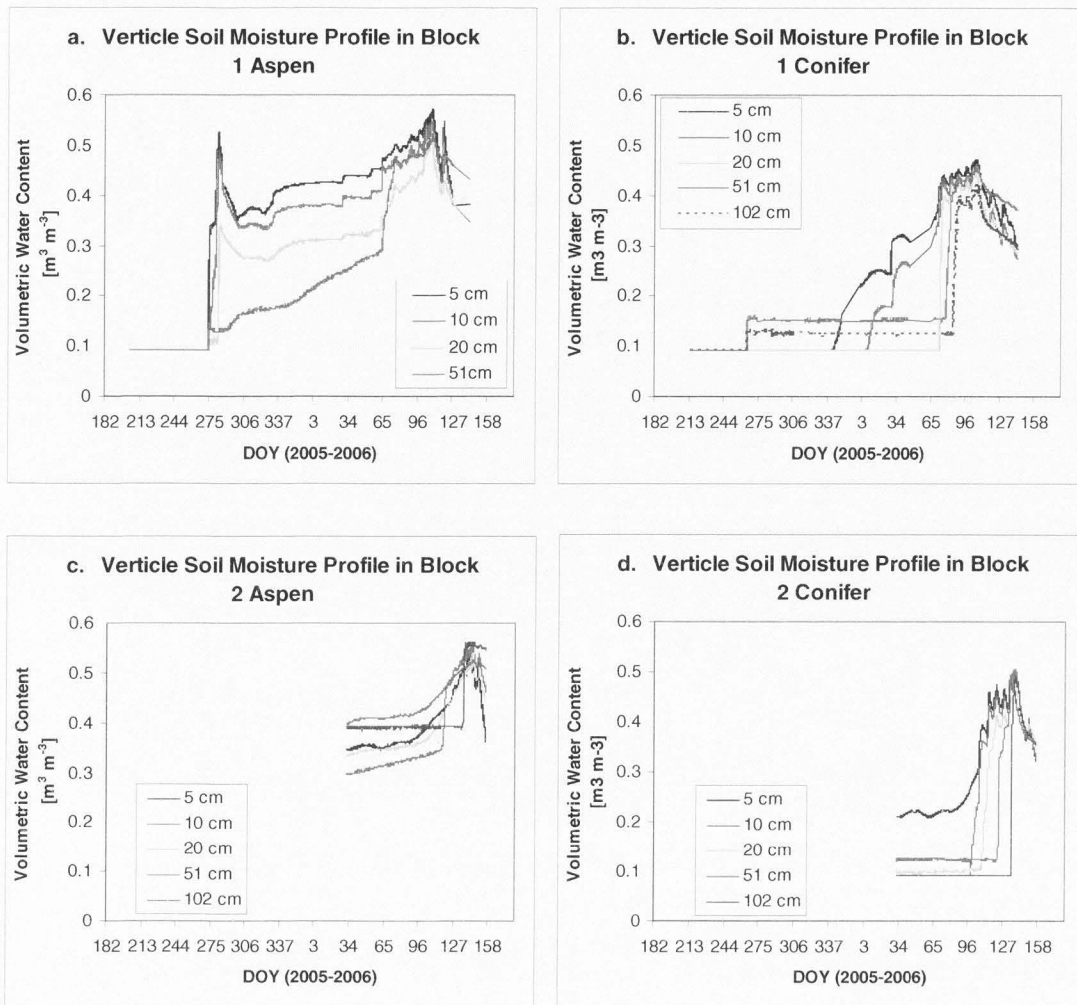 a. Verticle Soil Moisture Profile in Block
1 Aspen
Volumetric Water Content
[m³ m⁻³]
0.6
0.5
0.4
0.3
0.2
0.1
0
5 cm
10 cm
20 cm
51cm
182 213 244 275 306 337 3 34 65 96 127 158
DOY (2005-2006)
b. Verticle Soil Moisture Profile in Block
1 Conifer
Volumetric Water Content
[m3 m-3]
0.6
0.5
0.4
0.3
0.2
0.1
0
5 cm
10 cm
20 cm
51 cm
102 cm
182 213 244 275 306 337 3 34 65 96 127 158
DOY (2005-2006)
c. Verticle Soil Moisture Profile in Block
2 Aspen
Volumetric Water Content
[m³ m⁻³]
0.6
0.5
0.4
0.3
0.2
0.1
0
5 cm
10 cm
20 cm
51 cm
102 cm
182 213 244 275 306 337 3 34 65 96 127 158
DOY (2005-2006)
d. Verticle Soil Moisture Profile in Block
2 Conifer
Volumetric Water Content
[m3 m-3]
0.6
0.5
0.4
0.3
0.2
0.1
0
5 cm
10 cm
20 cm
51 cm
102 cm
182 213 244 275 306 337 3 34 65 96 127 158
DOY (2005-2006)